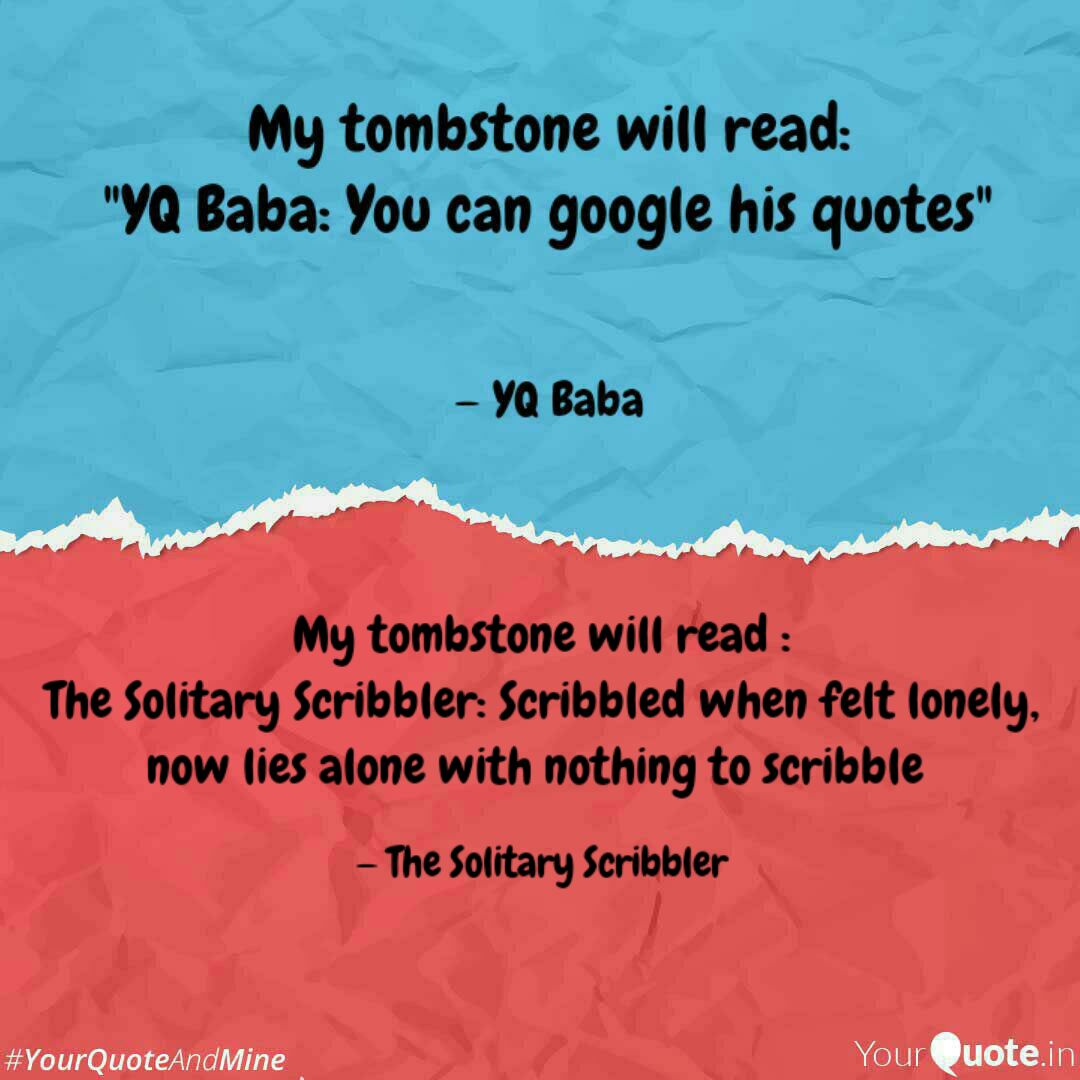 My tombstone will read:
"YQ Baba: You can google his quotes"
– YQ Baba
My tombstone will read :
The Solitary Scribbler: Scribbled when felt lonely,
now lies alone with nothing to scribble
– The Solitary Scribbler
#YourQuoteAndMine
YourQuote.in